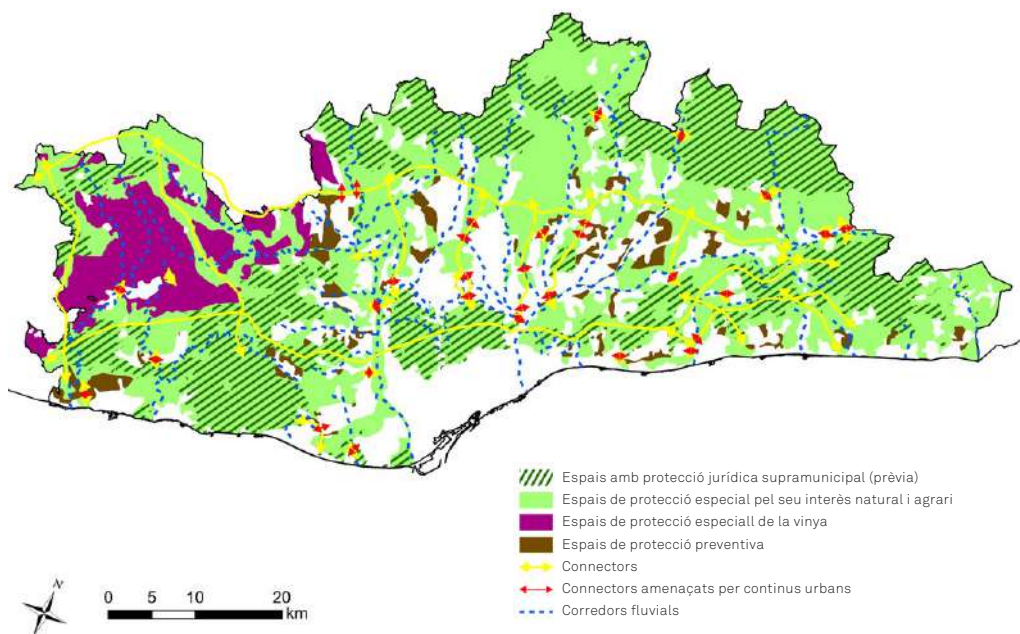 Espais amb protecció jurídica supramunicipal (prèvia)
Espais de protecció especial pel seu interès natural i agrari
Espais de protecció especiall de la vinya
Espais de protecció preventiva
Connectors
Connectors amenaçats per continus urbans
Corredors fluvials
N
0 5 10 20
km